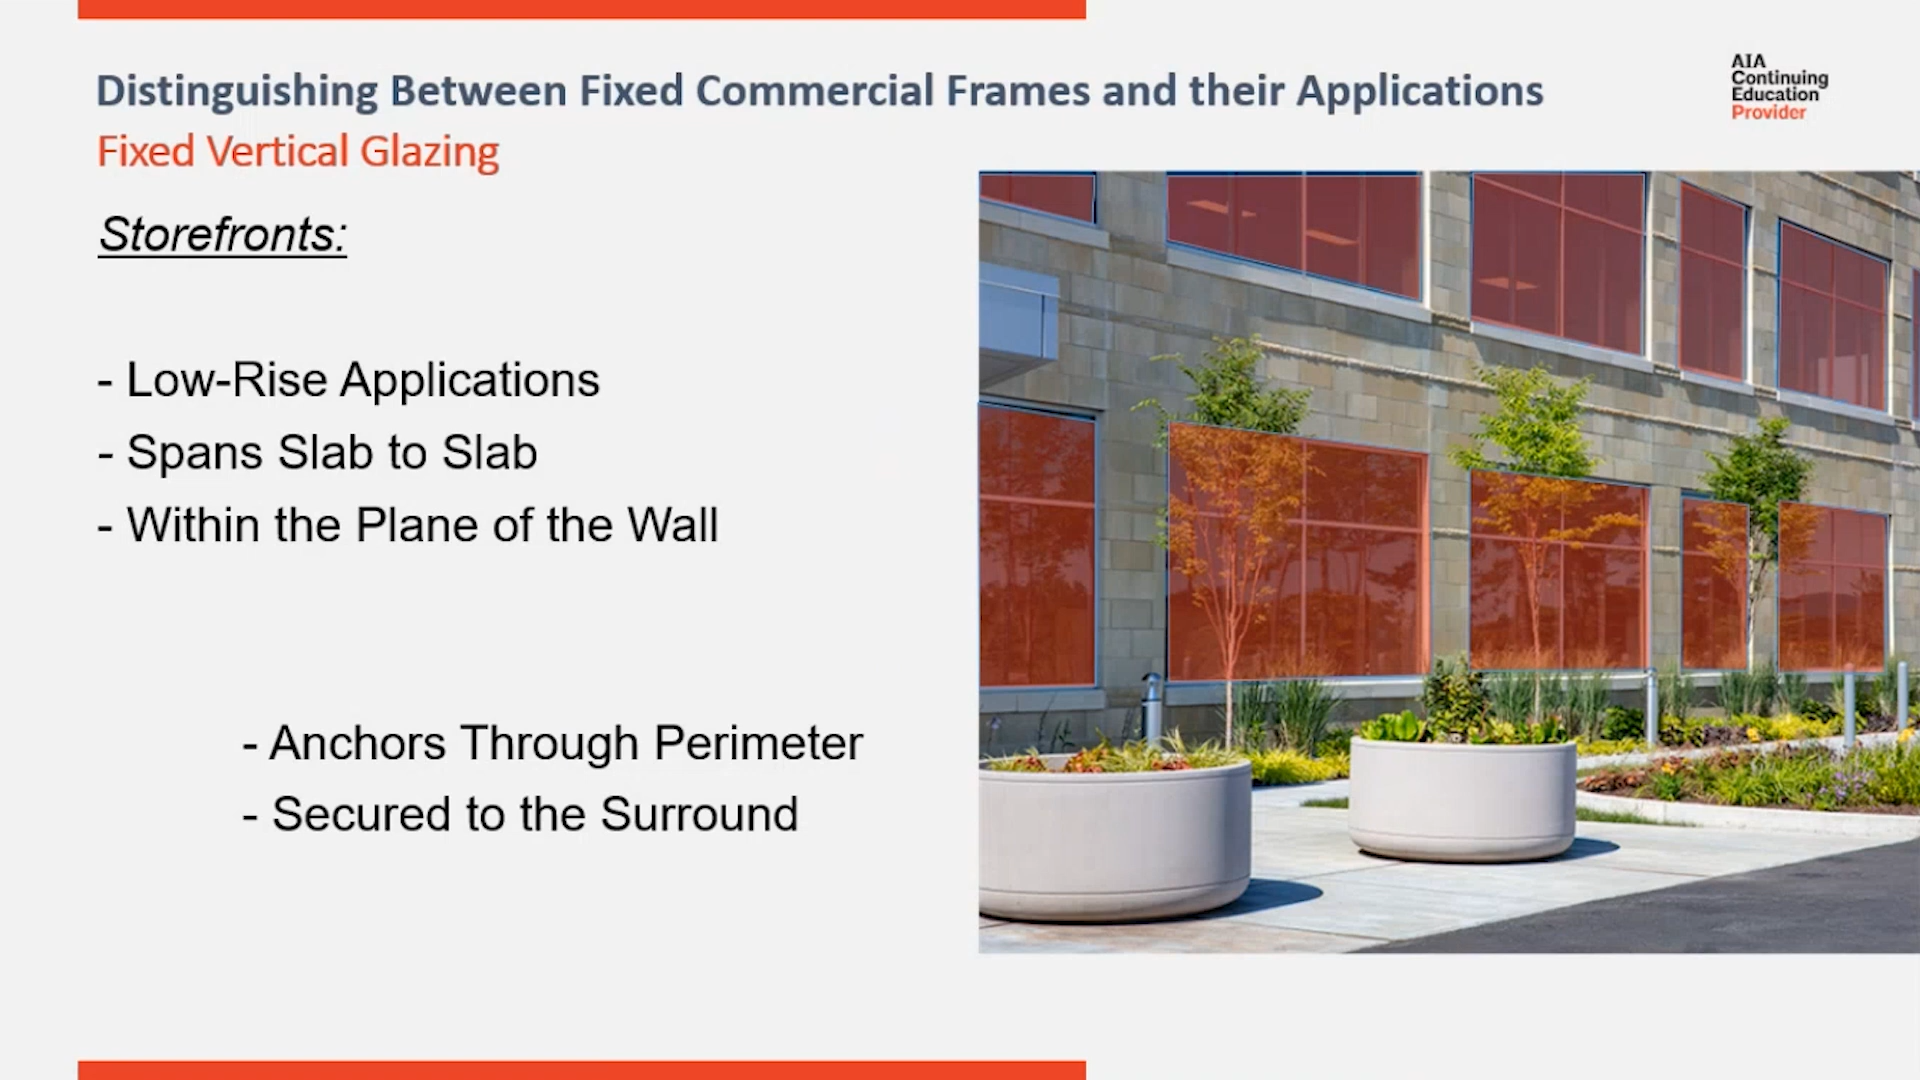 Distinguishing Between Fixed Commercial Frames and their Applications
Fixed Vertical Glazing
AIA
Continuing
Education
Provider
Storefronts:
- Low-Rise Applications
- Spans Slab to Slab
- Within the Plane of the Wall
- Anchors Through Perimeter
- Secured to the Surround